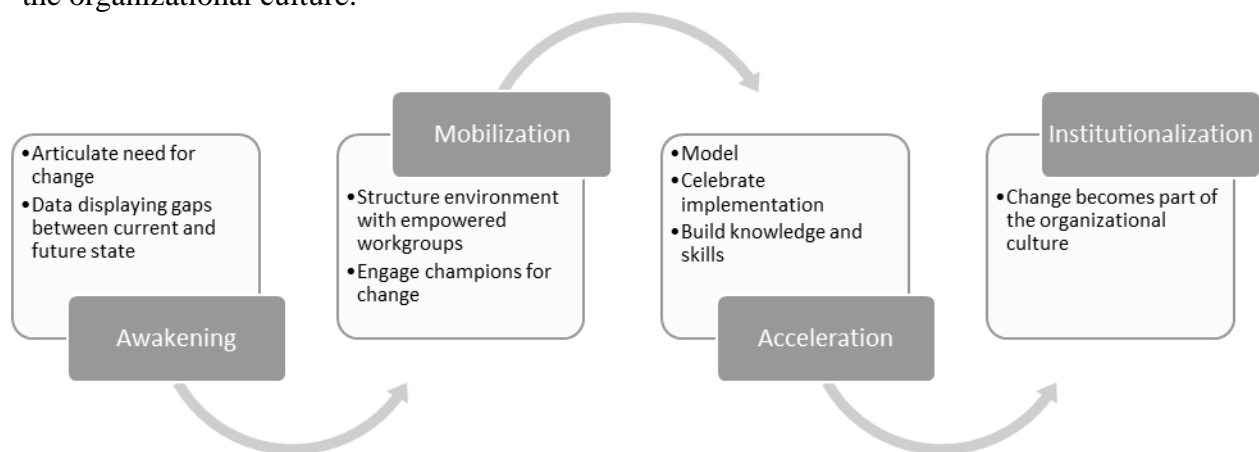 the organizational culture.
Mobilization
Institutionalization
•Articulate need for
change
•Data displaying gaps
between current and
future state
Awakening
•Structure environment
with empowered
workgroups
•Engage champions for
change
•Model
•Celebrate
implementation
•Build knowledge and
skills
Acceleration
•Change becomes part of
the organizational
culture